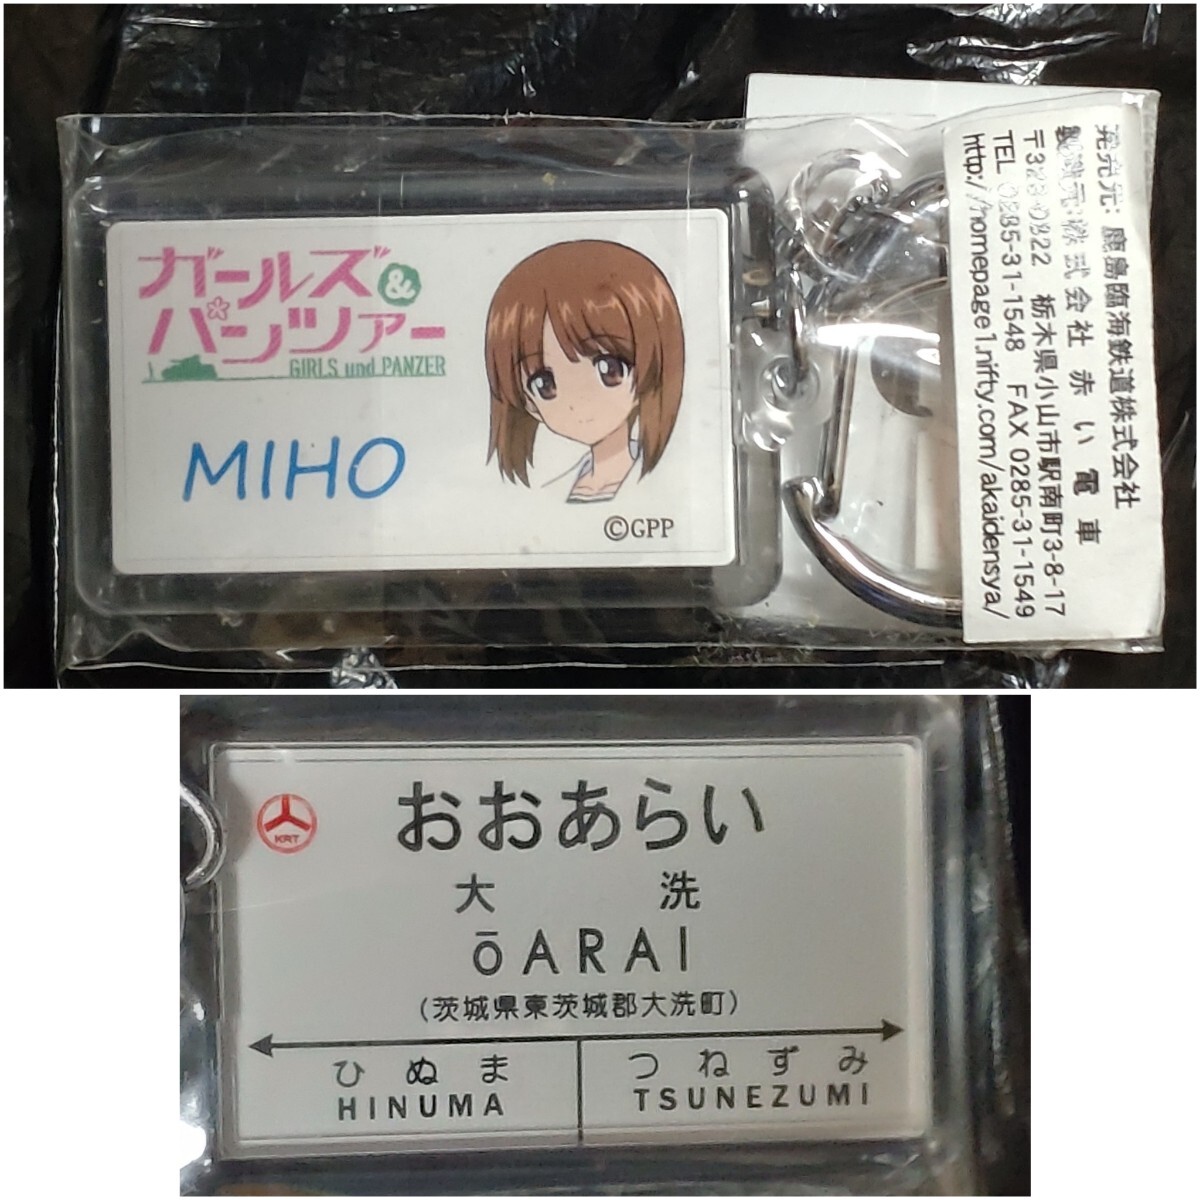 ガールズ&
パンツァー
GIRLS und PANZER
MIHO
©GPP
発売元: 鹿島臨海鉄道株式会社
製造元:株式会社 赤い電車
〒323-0822 栃木県小山市駅南町3-8-17
TEL 0285-31-1548 FAX 0285-31-1549
http://homepage1.nifty.com/akaidensya/
KRT
おおあらい
大洗
ōARAI
(茨城県東茨城郡大洗町)
ひぬま
HINUMA
つねずみ
TSUNEZUMI